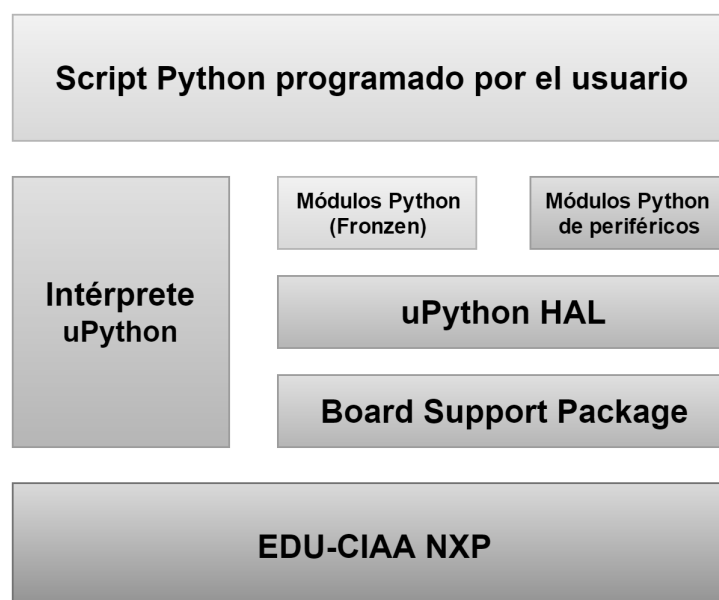 Script Python programado por el usuario
Intérprete
uPython
Módulos Python
(Fronzen)
Módulos Python
de periféricos
uPython HAL
Board Support Package
EDU-CIAA NXP